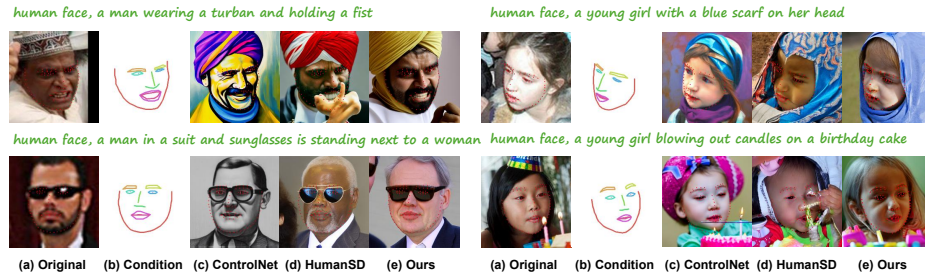 human face, a man wearing a turban and holding a fist
human face, a young girl with a blue scarf on her head
human face, a man in a suit and sunglasses is standing next to a woman
human face, a young girl blowing out candles on a birthday cake
(a) Original (b) Condition (c) ControlNet (d) HumanSD (e) Ours
(a) Original (b) Condition (c) ControlNet (d) HumanSD (e) Ours